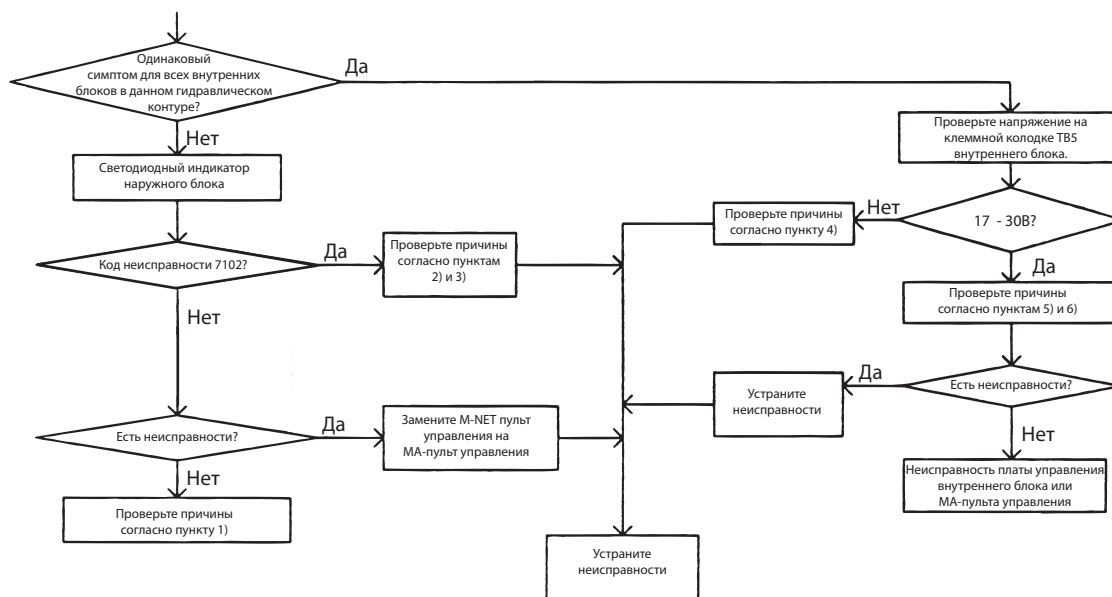 Одинаковый
симптом для всех внутренних
блоков в данном гидравлическом
контуре?
Да
Нет
Светодиодный индикатор
наружного блока
Код неисправности 7102?
Да
Проверьте причины
согласно пунктам
2) и 3)
Нет
Есть неисправности?
Да
Замените M-NET пульт
управления на
МА-пульт управления
Нет
Проверьте причины
согласно пункту 1)
Проверьте напряжение на
клеммной колодке ТВ5
внутреннего блока.
17 - 30В?
Нет
Проверьте причины
согласно пункту 4)
Да
Проверьте причины
согласно пунктам 5) и 6)
Есть неисправности?
Да
Устраните
неисправности
Нет
Неисправность платы управления
внутреннего блока или
МА-пульта управления
Устраните
неисправности